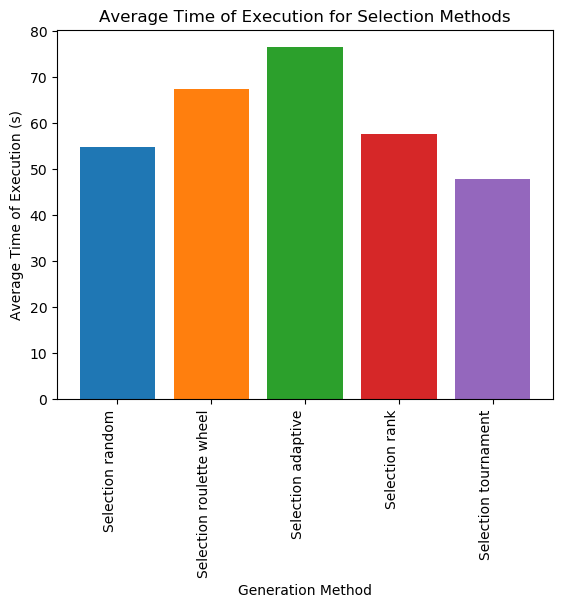 Average Time of Execution for Selection Methods
Average Time of Execution (s)
80
70
60
50
40
30
20
10
0
Selection random
Selection roulette wheel
Selection adaptive
Selection rank
Selection tournament
Generation Method